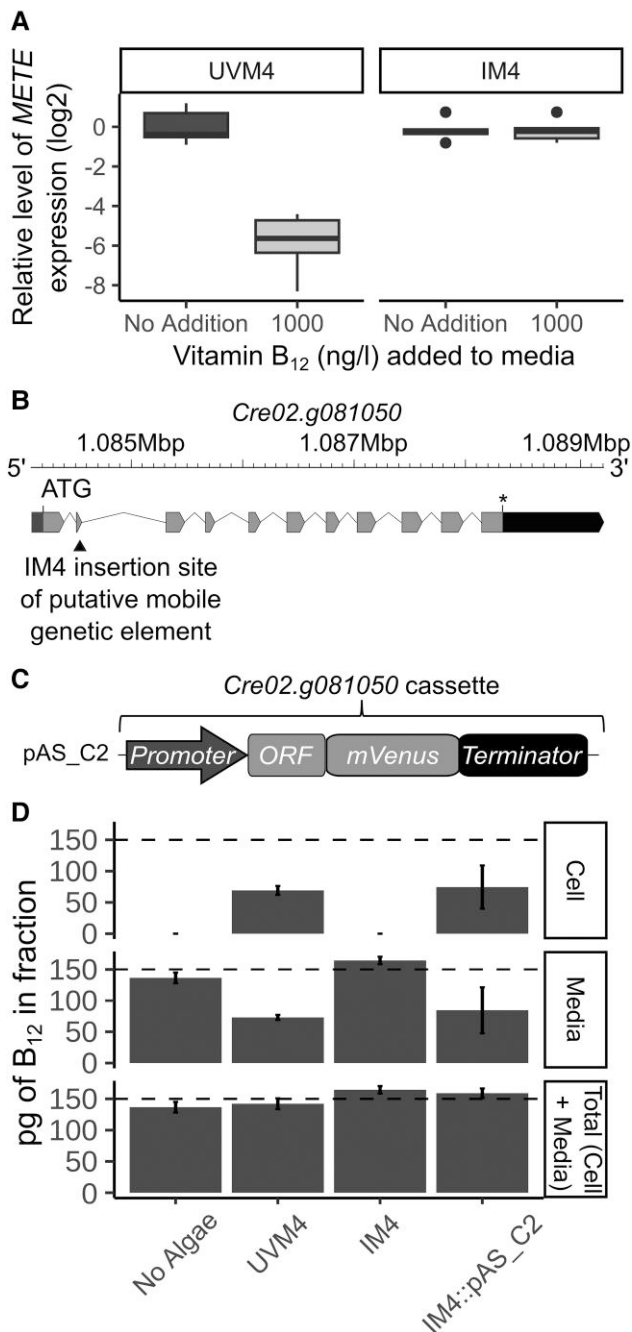 A
UVM4
IM4
Relative level of METE
expression (log2)
0
-2
-4
-6
-8
No Addition
1000
No Addition
1000
Vitamin B₁₂ (ng/l) added to media
B
Cre02.g081050
1.085Mbp
1.087Mbp
1.089Mbp
5'
3'
ATG
*
IM4 insertion site
of putative mobile
genetic element
C
Cre02.g081050 cassette
pAS_C2
Promoter
ORF
mVenus
Terminator
D
pg of B₁₂ in fraction
150
100
50
0
Cell
150
100
50
0
Media
150
100
50
0
Total (Cell
+ Media)
No Algae
UVM4
IM4
IM4::pAS_C2